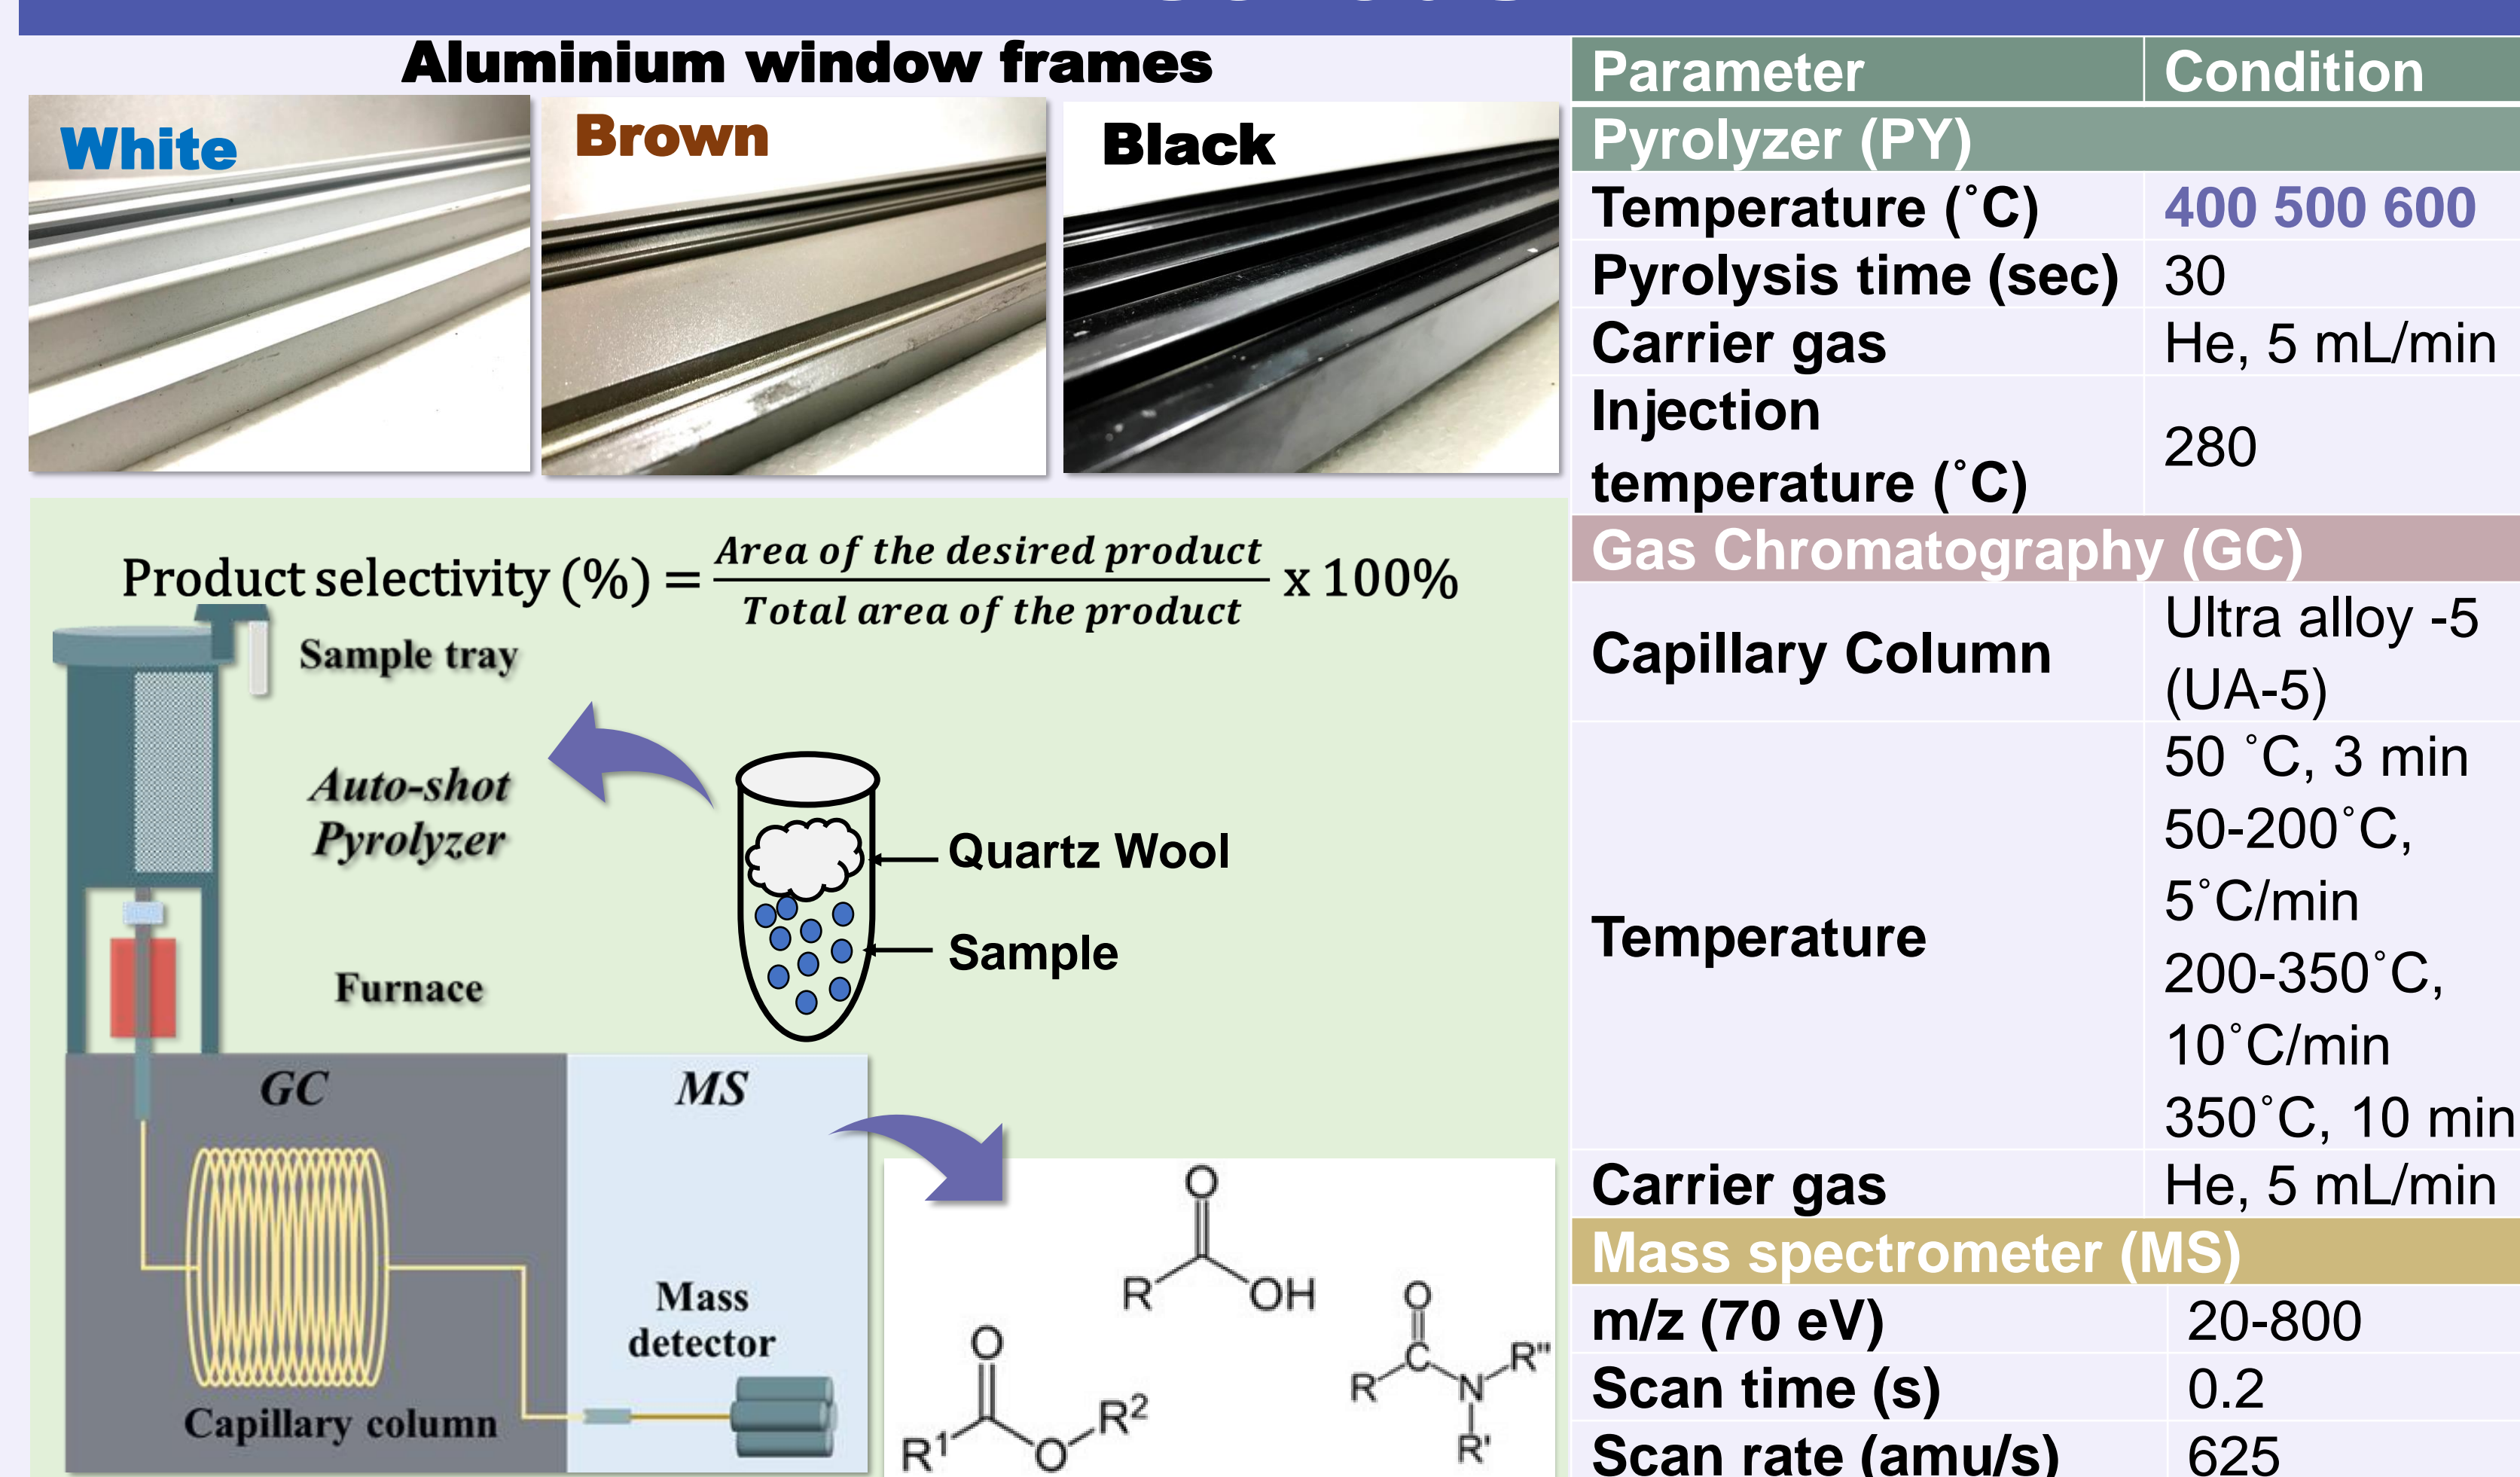 Aluminium window frames
White
Brown
Black
Product selectivity (%) = Area of the desired product / Total area of the product x 100%
Sample tray
Auto-shot
Pyrolyzer
Furnace
Quartz Wool
Sample
GC
MS
Capillary column
Mass
detector
O
R
OH
O
R¹
O
R²
O
C
R
N
R"
R'
Parameter Condition
Pyrolyzer (PY)
Temperature (˚C) 400 500 600
Pyrolysis time (sec) 30
Carrier gas He, 5 mL/min
Injection
temperature (˚C) 280
Gas Chromatography (GC)
Capillary Column Ultra alloy -5
(UA-5)
Temperature
50 ˚C, 3 min
50-200˚C,
5˚C/min
200-350˚C,
10˚C/min
350˚C, 10 min
Carrier gas He, 5 mL/min
Mass spectrometer (MS)
m/z (70 eV) 20-800
Scan time (s) 0.2
Scan rate (amu/s) 625